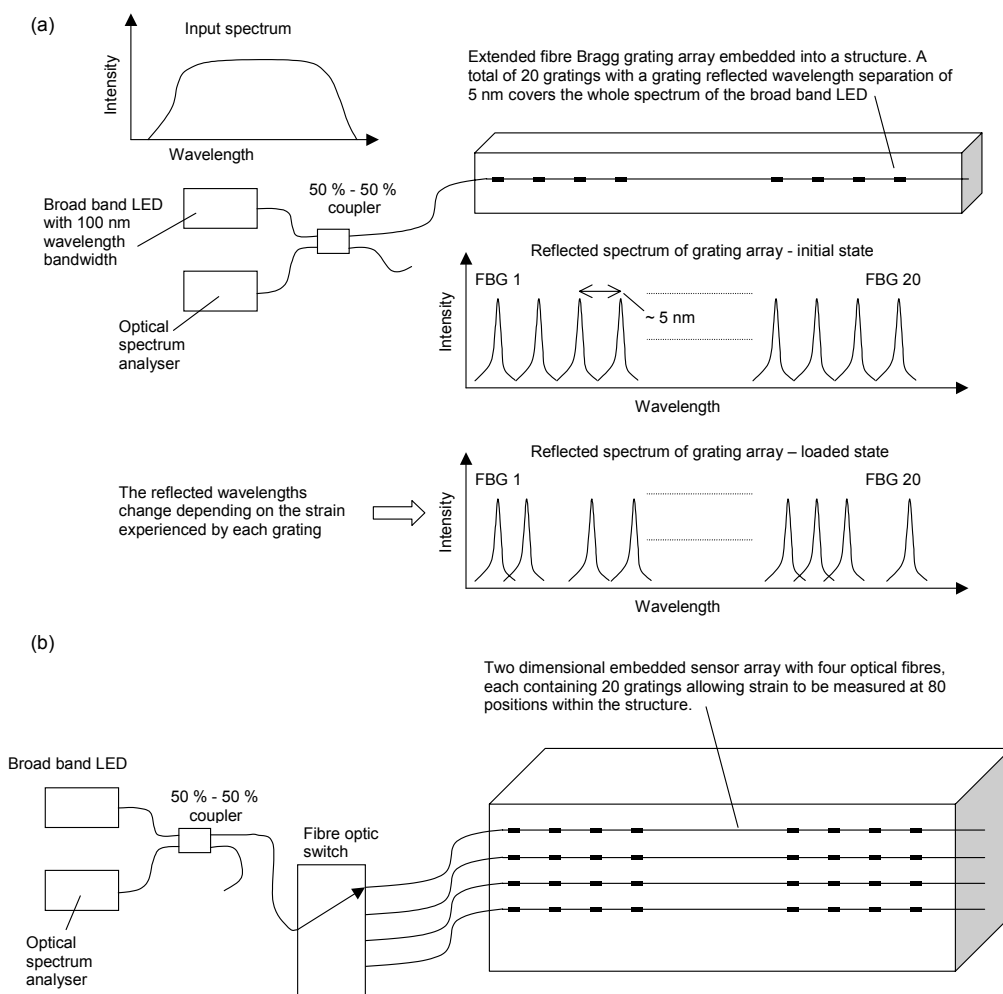 (a)
Input spectrum
Intensity
Wavelength
Extended fibre Bragg grating array embedded into a structure. A
total of 20 gratings with a grating reflected wavelength separation of
5 nm covers the whole spectrum of the broad band LED
Broad band LED
with 100 nm
wavelength
bandwidth
50 % - 50 %
coupler
Optical
spectrum
analyser
Reflected spectrum of grating array - initial state
FBG 1
FBG 20
~ 5 nm
Intensity
Wavelength
The reflected wavelengths
change depending on the strain
experienced by each grating
Reflected spectrum of grating array – loaded state
FBG 1
FBG 20
Intensity
Wavelength
(b)
Two dimensional embedded sensor array with four optical fibres,
each containing 20 gratings allowing strain to be measured at 80
positions within the structure.
Broad band LED
50 % - 50 %
coupler
Fibre optic
switch
Optical
spectrum
analyser